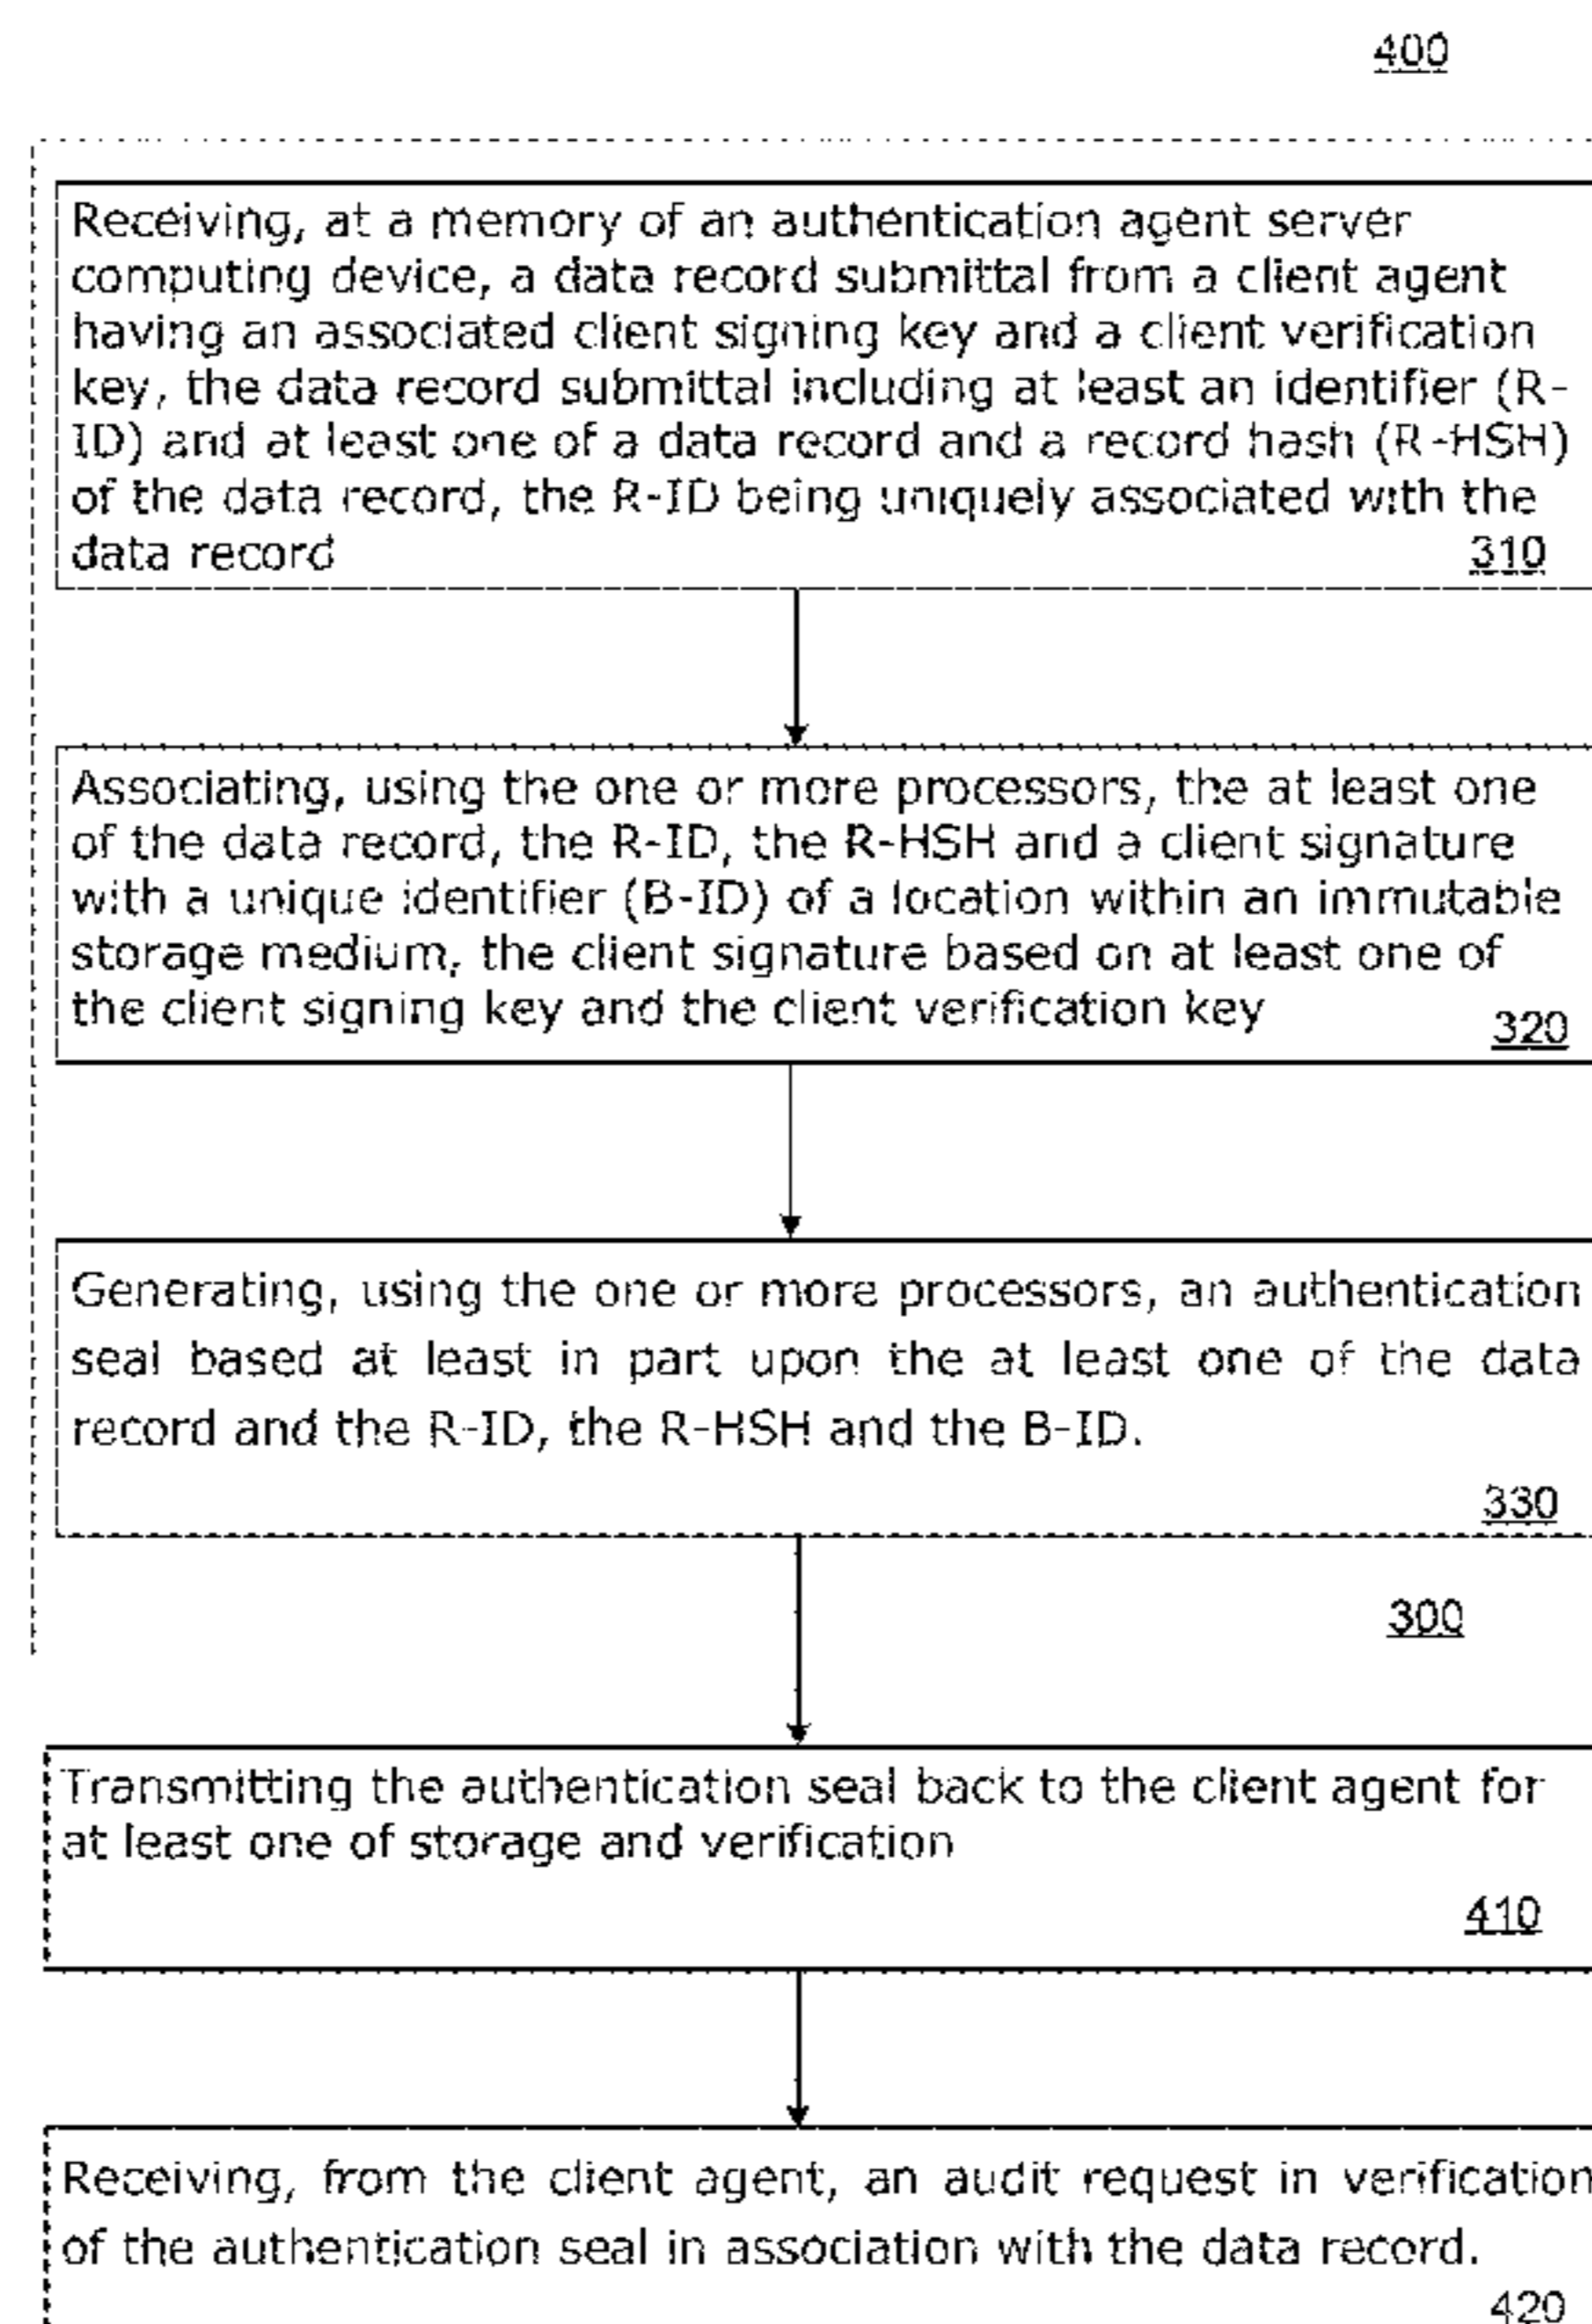 400
Receiving, at a memory of an authentication agent server
computing device, a data record submittal from a client agent
having an associated client signing key and a client verification
key, the data record submittal including at least an identifier (R-
ID) and at least one of a data record and a record hash (R-HSH)
of the data record, the R-ID being uniquely associated with the
data record
310
Associating, using the one or more processors, the at least one
of the data record, the R-ID, the R-HSH and a client signature
with a unique identifier (B-ID) of a location within an immutable
storage medium, the client signature based on at least one of
the client signing key and the client verification key
320
Generating, using the one or more processors, an authentication
seal based at least in part upon the at least one of the data
record and the R-ID, the R-HSH and the B-ID.
330
300
Transmitting the authentication seal back to the client agent for
at least one of storage and verification
410
Receiving, from the client agent, an audit request in verification
of the authentication seal in association with the data record.
420